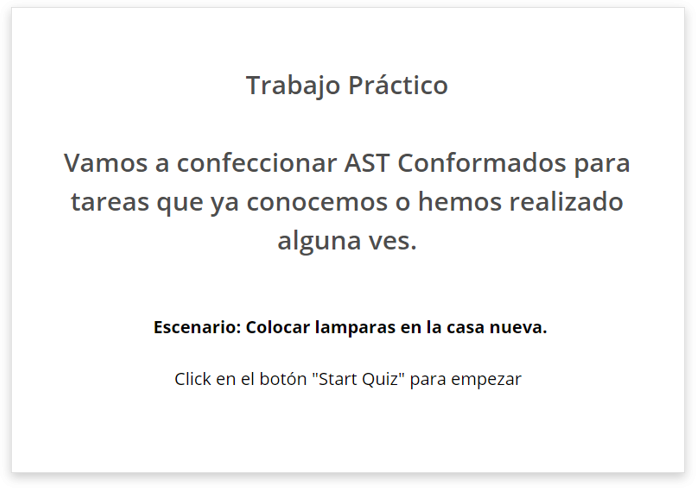 Trabajo Práctico
Vamos a confeccionar AST Conformados para
tareas que ya conocemos o hemos realizado
alguna ves.
Escenario: Colocar lamparas en la casa nueva.
Click en el botón "Start Quiz" para empezar